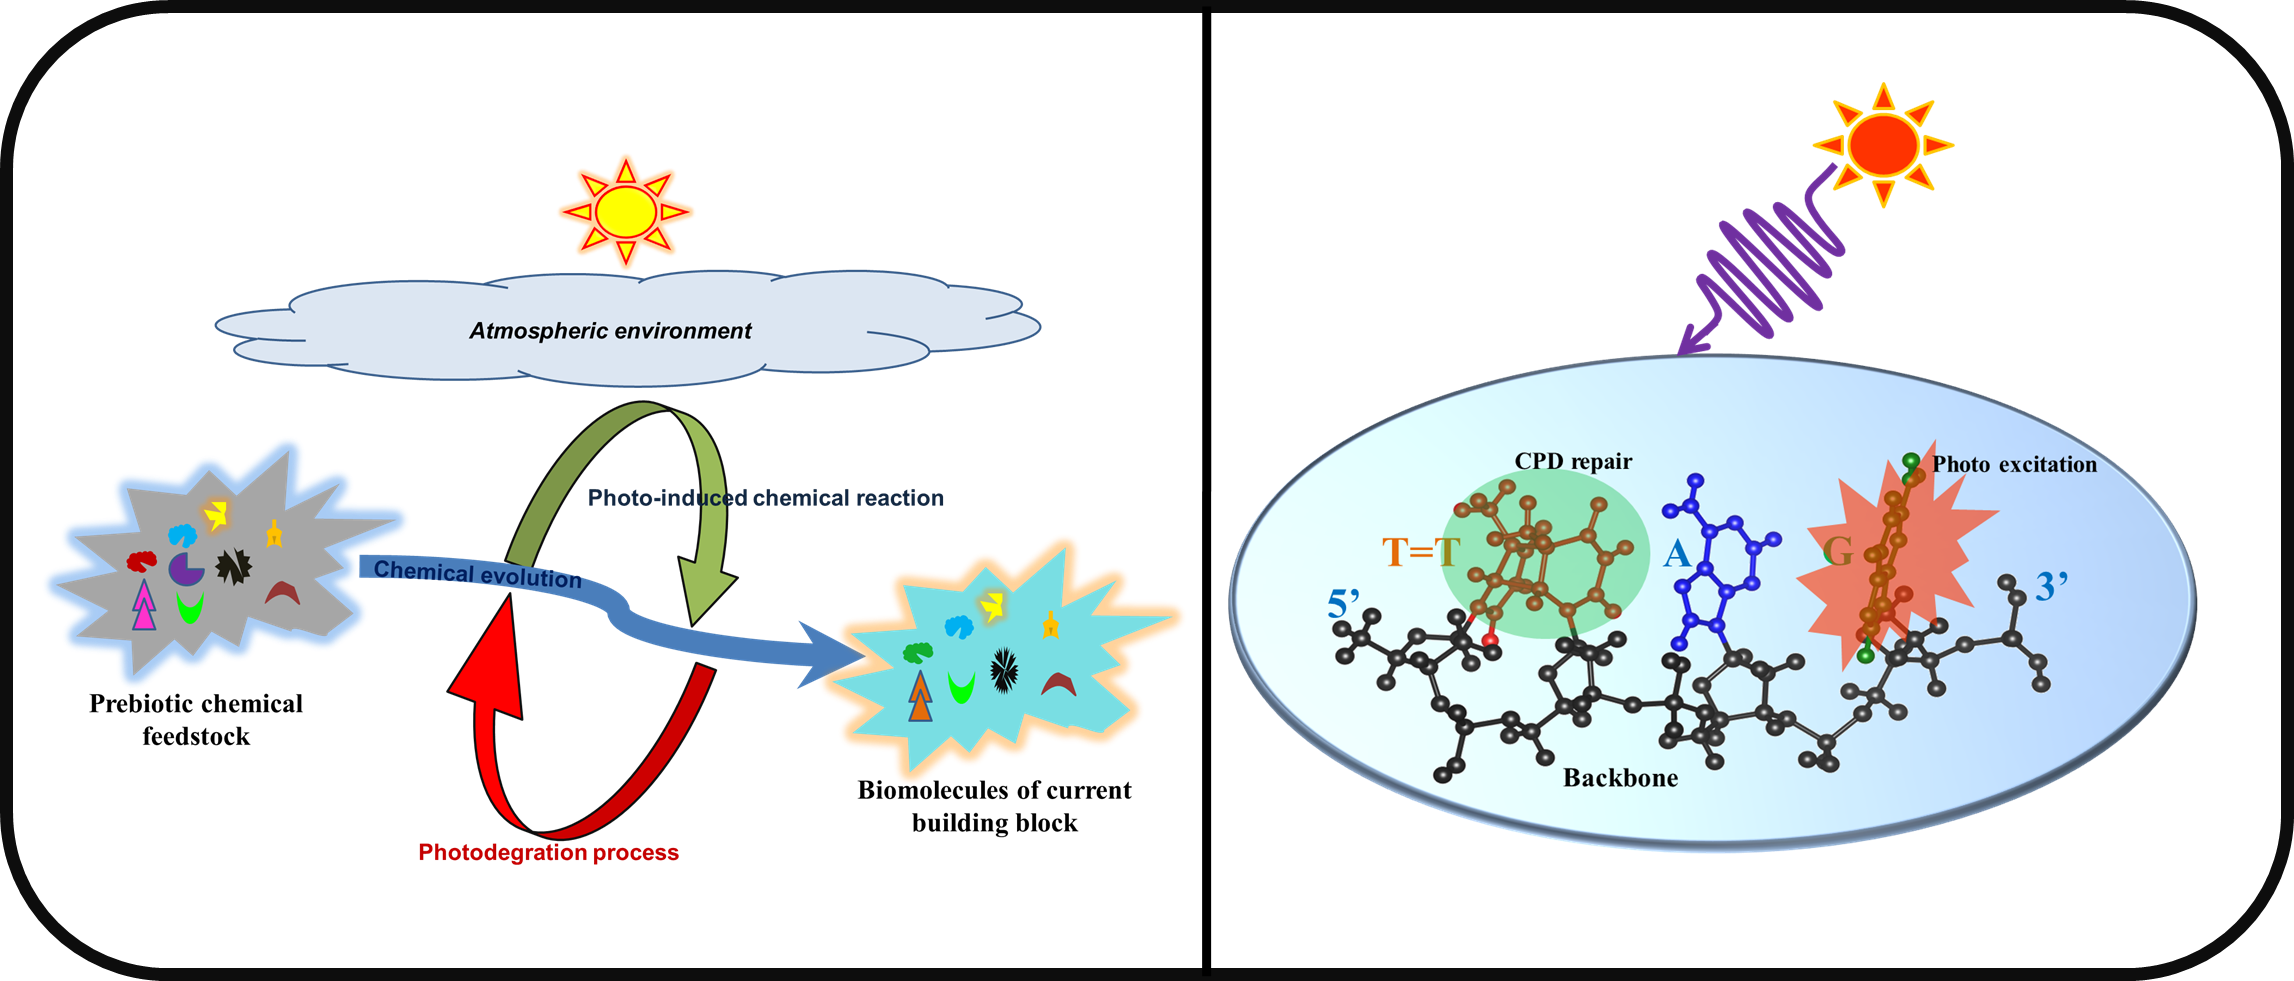 Atmospheric environment
Photo-induced chemical reaction
Chemical evolution
Prebiotic chemical
feedstock
Biomolecules of current
building block
Photodegration process
CPD repair
Photo excitation
T=T
A
G
5’
3’
Backbone